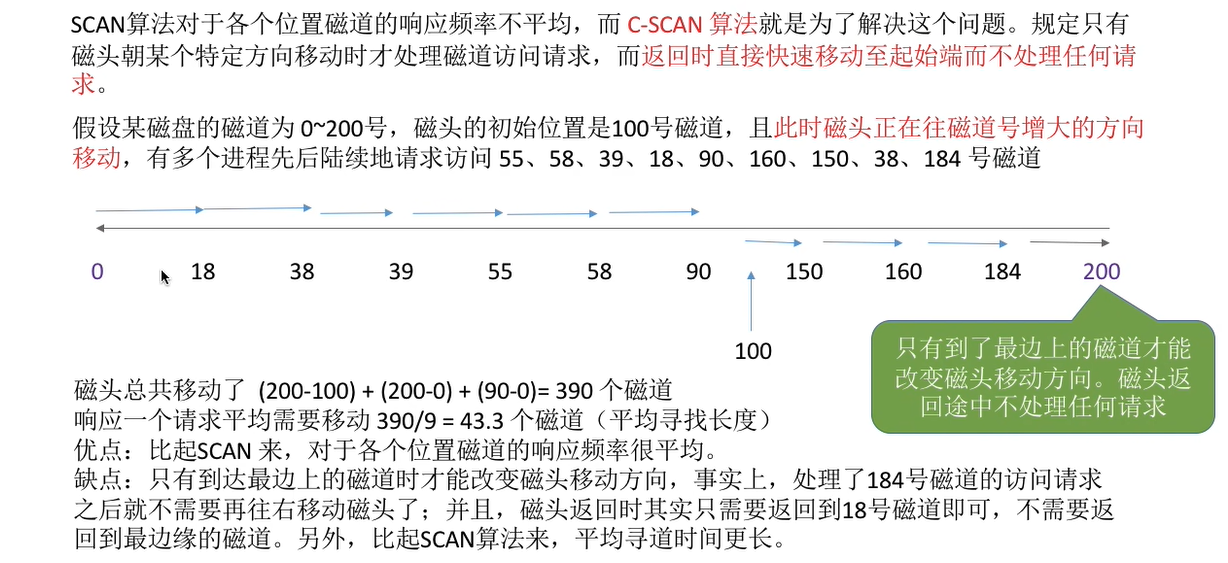 SCAN算法对于各个位置磁道的响应频率不平均，而 C-SCAN 算法就是为了解决这个问题。规定只有
磁头朝某个特定方向移动时才处理磁道访问请求，而返回时直接快速移动至起始端而不处理任何请
求。
假设某磁盘的磁道为 0~200号，磁头的初始位置是100号磁道，且此时磁头正在往磁道号增大的方向
移动，有多个进程先后陆续地请求访问 55、58、39、18、90、160、150、38、184 号磁道
0 18 38 39 55 58 90 150 160 184 200
100
只有到了最边上的磁道才能
改变磁头移动方向。磁头返
回途中不处理任何请求
磁头总共移动了 (200-100) + (200-0) + (90-0)= 390 个磁道
响应一个请求平均需要移动 390/9 = 43.3 个磁道（平均寻找长度）
优点：比起SCAN 来，对于各个位置磁道的响应频率很平均。
缺点：只有到达最边上的磁道时才能改变磁头移动方向，事实上，处理了184号磁道的访问请求
之后就不需要再往右移动磁头了；并且，磁头返回时其实只需要返回到18号磁道即可，不需要返
回到最边缘的磁道。另外，比起SCAN算法来，平均寻道时间更长。